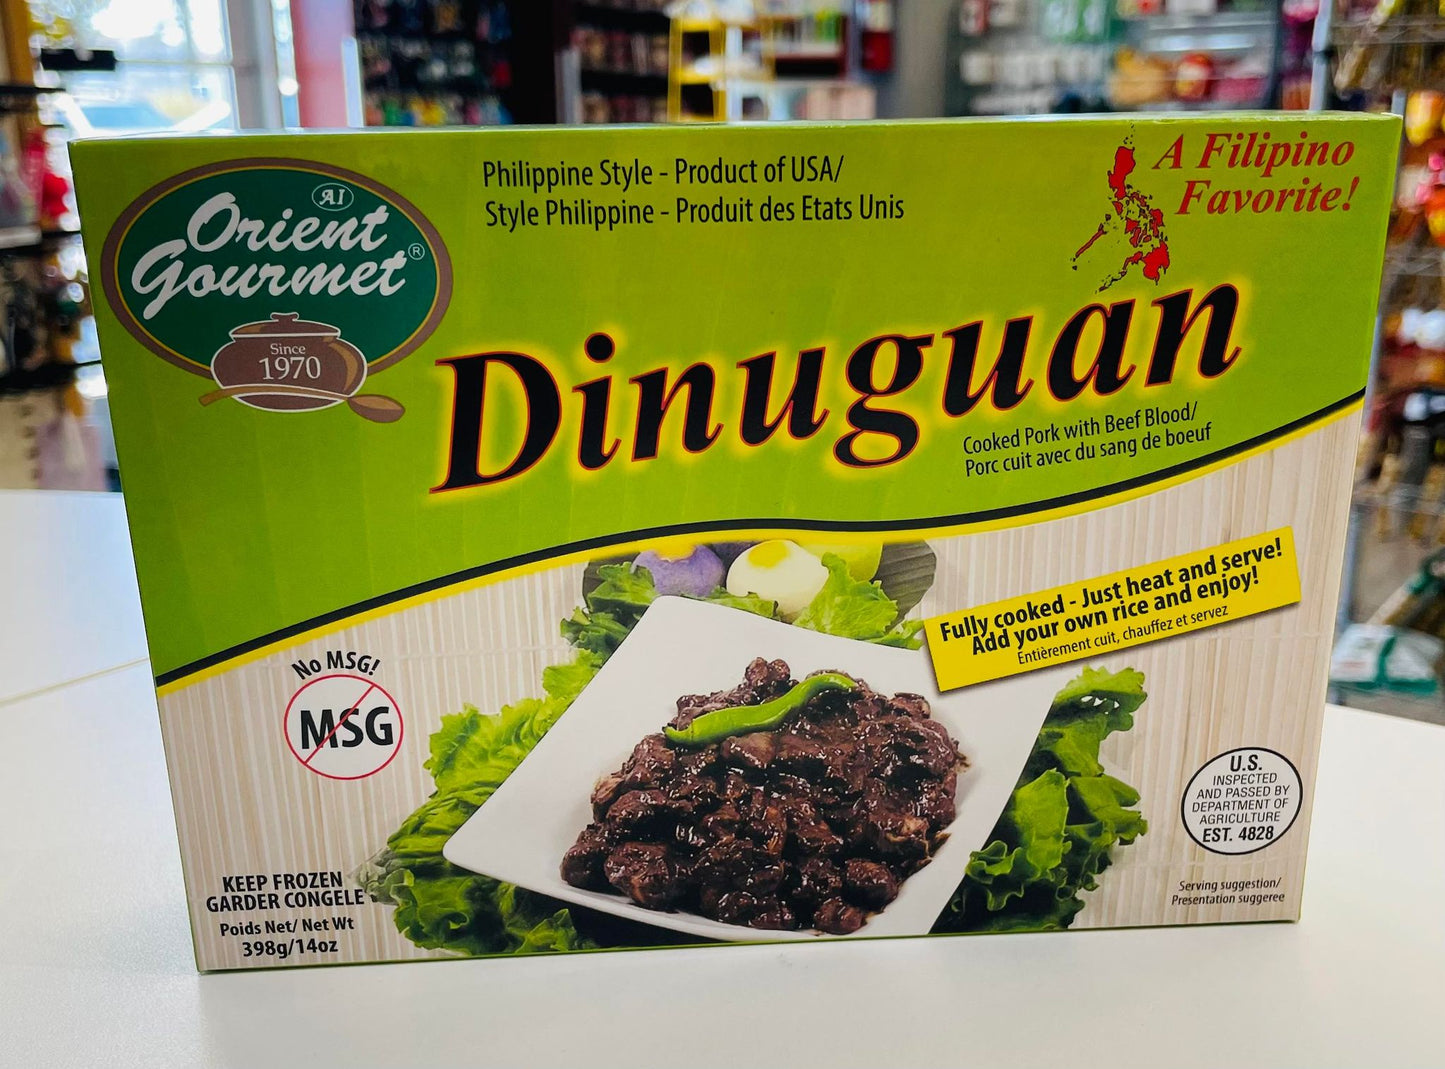 AI
Orient
Gourmet®
Since
1970
Philippine Style - Product of USA/
Style Philippine - Produit des Etats Unis
A Filipino
Favorite!
Dinuguan
Cooked Pork with Beef Blood/
Porc cuit avec du sang de boeuf
Fully cooked - Just heat and serve!
Add your own rice and enjoy!
Entièrement cuit, chauffez et servez
No MSG!
MSG
U.S.
INSPECTED
AND PASSED BY
DEPARTMENT OF
AGRICULTURE
EST. 4828
KEEP FROZEN
GARDER CONGELE
Poids Net/ Net Wt
398g/14oz
Serving suggestion/
Presentation suggeree